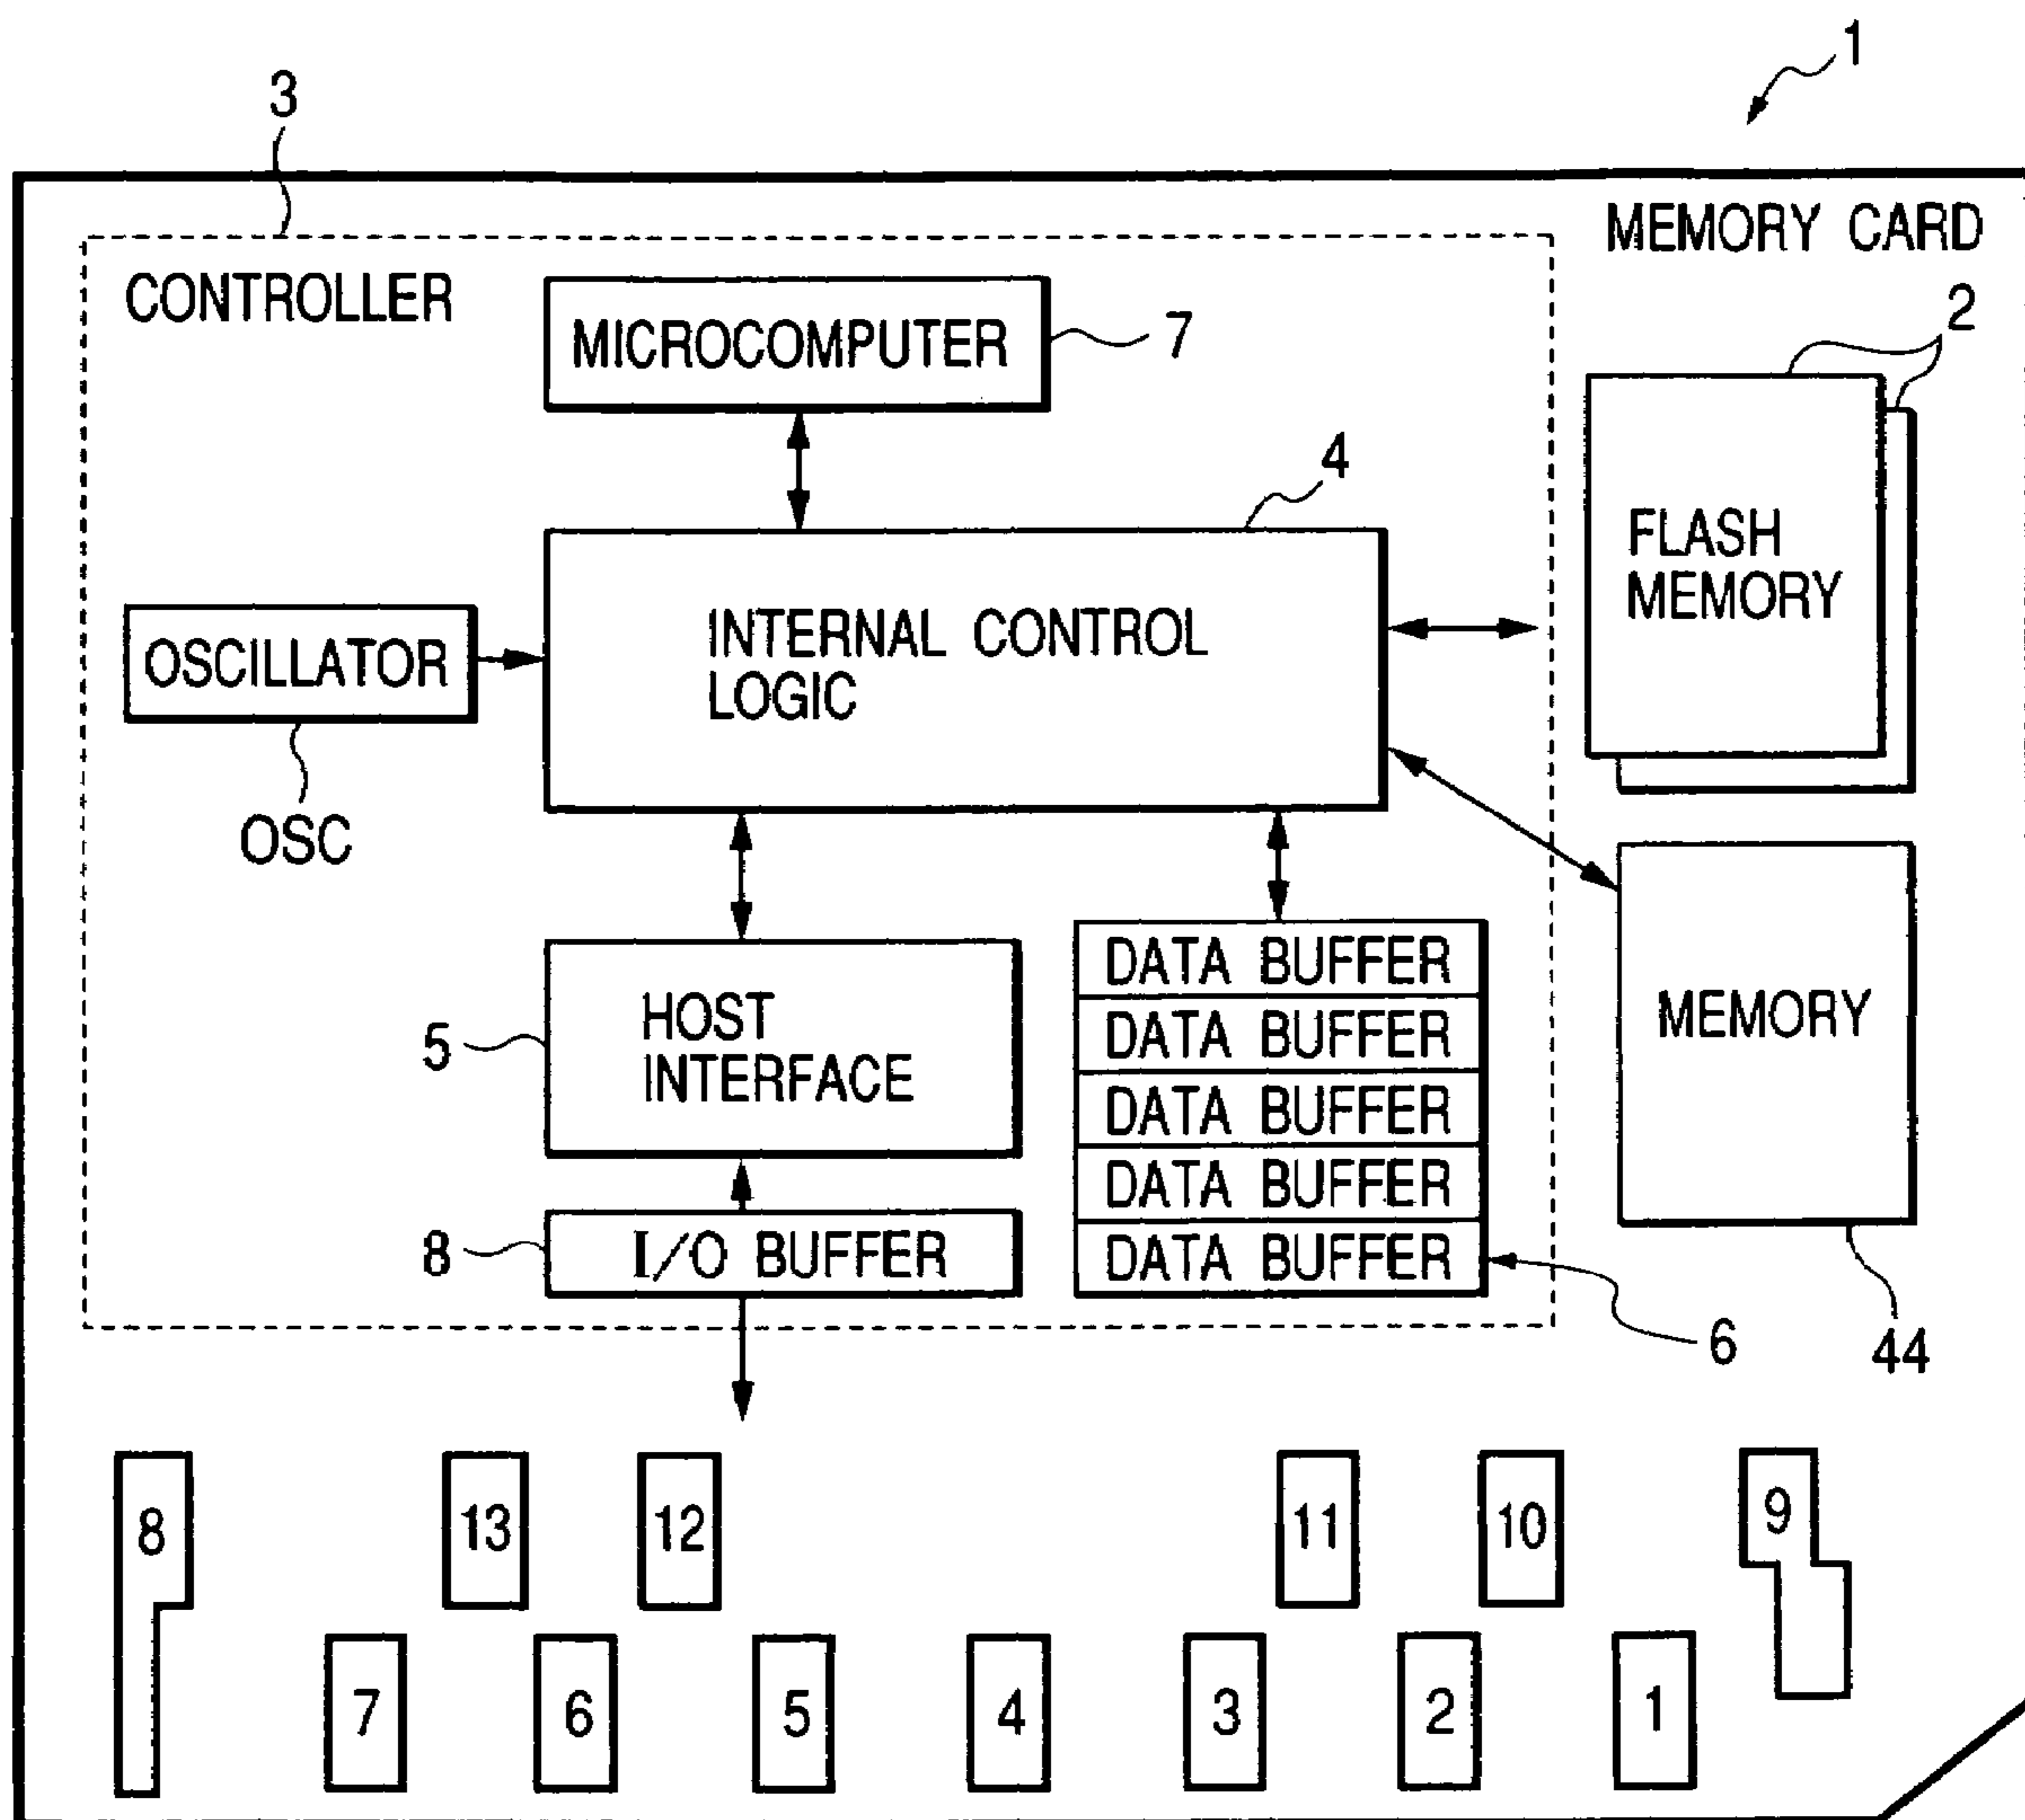 1
3
MEMORY CARD
CONTROLLER
2
MICROCOMPUTER
7
4
FLASH
MEMORY
INTERNAL CONTROL
LOGIC
OSCILLATOR
OSC
DATA BUFFER
DATA BUFFER
DATA BUFFER
DATA BUFFER
DATA BUFFER
HOST
INTERFACE
5
MEMORY
8
I/O BUFFER
6
44
8
13
12
11
10
9
7
6
5
4
3
2
1